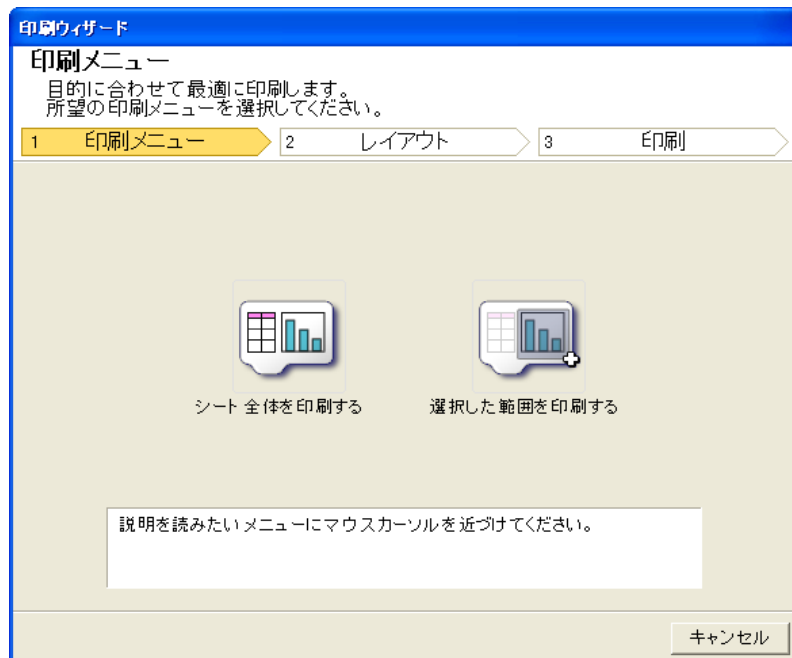 印刷ウィザード
印刷メニュー
目的に合わせて最適に印刷します。
所望の印刷メニューを選択してください。
1 印刷メニュー 2 レイアウト 3 印刷
シート全体を印刷する 選択した範囲を印刷する
説明を読みたいメニューにマウスカーソルを近づけてください。
キャンセル